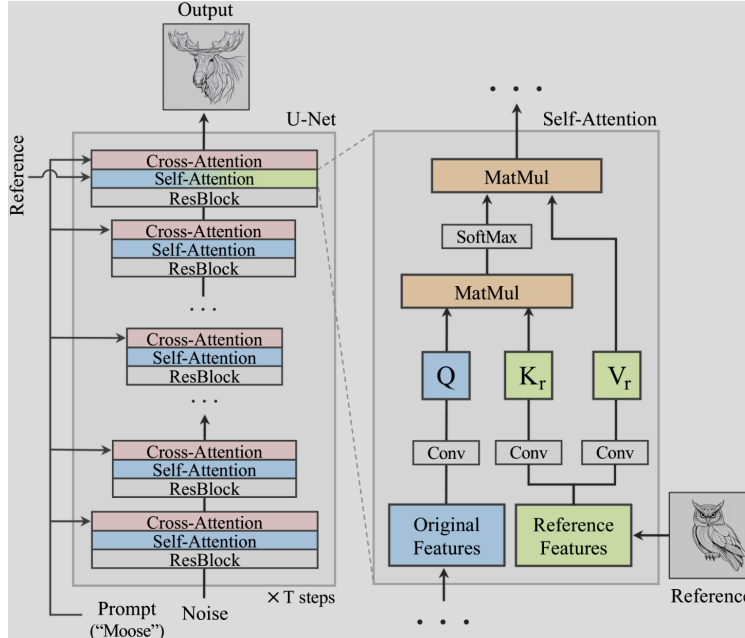 Output
U-Net
Reference
Cross-Attention
Self-Attention
ResBlock
Cross-Attention
Self-Attention
ResBlock
. . .
Cross-Attention
Self-Attention
ResBlock
. . .
Cross-Attention
Self-Attention
ResBlock
Cross-Attention
Self-Attention
ResBlock
× T steps
Prompt
("Moose")
Noise
. . .
Self-Attention
MatMul
SoftMax
MatMul
Q
K_r
V_r
Conv
Conv
Conv
Original
Features
Reference
Features
Reference
. . .